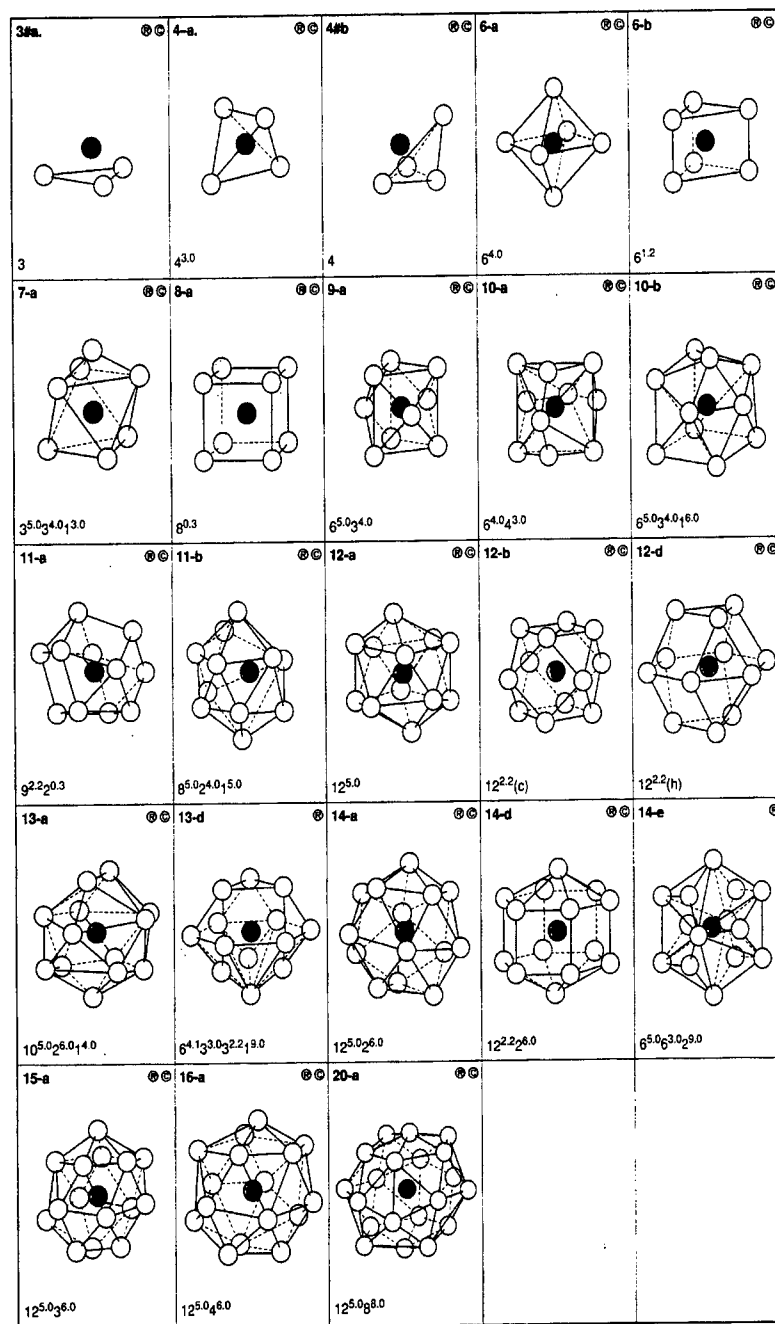 3#a. ®© 4-a. ®© 4#b ®© 6-a ®© 6-b ®©
3 4^3.0 4 6^4.0 6^1.2
7-a ®© 8-a ®© 9-a ®© 10-a ®© 10-b ®©
3^5.0 3^4.0 1^3.0 8^0.3 6^5.0 3^4.0 6^4.0 4^3.0 6^5.0 3^4.0 1^6.0
11-a ®© 11-b ®© 12-a ®© 12-b ®© 12-d ®©
9^2.2 2^0.3 8^5.0 2^4.0 1^5.0 12^5.0 12^2.2(c) 12^2.2(h)
13-a ®© 13-d ® 14-a ®© 14-d ®© 14-e ®
10^5.0 2^6.0 1^4.0 6^4.1 3^3.0 3^2.2 1^9.0 12^5.0 2^6.0 12^2.2 2^6.0 6^5.0 6^3.0 2^9.0
15-a ®© 16-a ®© 20-a ®©
12^5.0 3^6.0 12^5.0 4^6.0 12^5.0 8^8.0